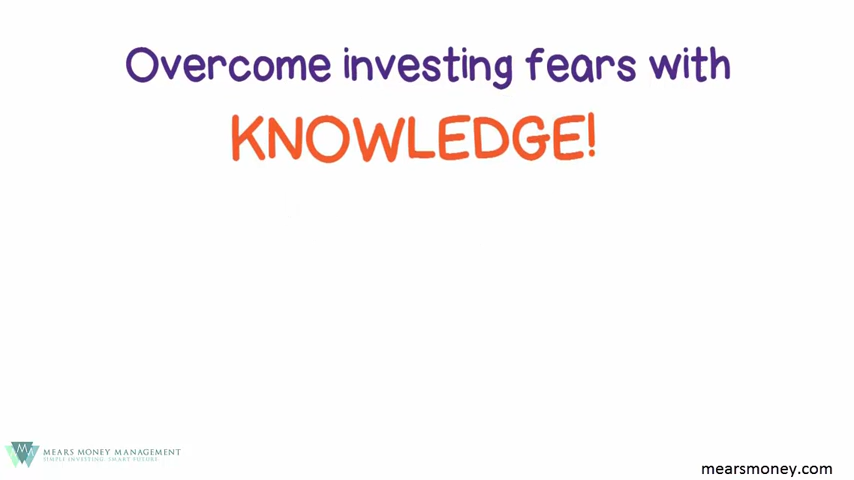 Overcome investing fears with
KNOWLEDGE!
MEARS MONEY MANAGEMENT
SIMPLE INVESTING. SMART FUTURE.
mearsmoney.com